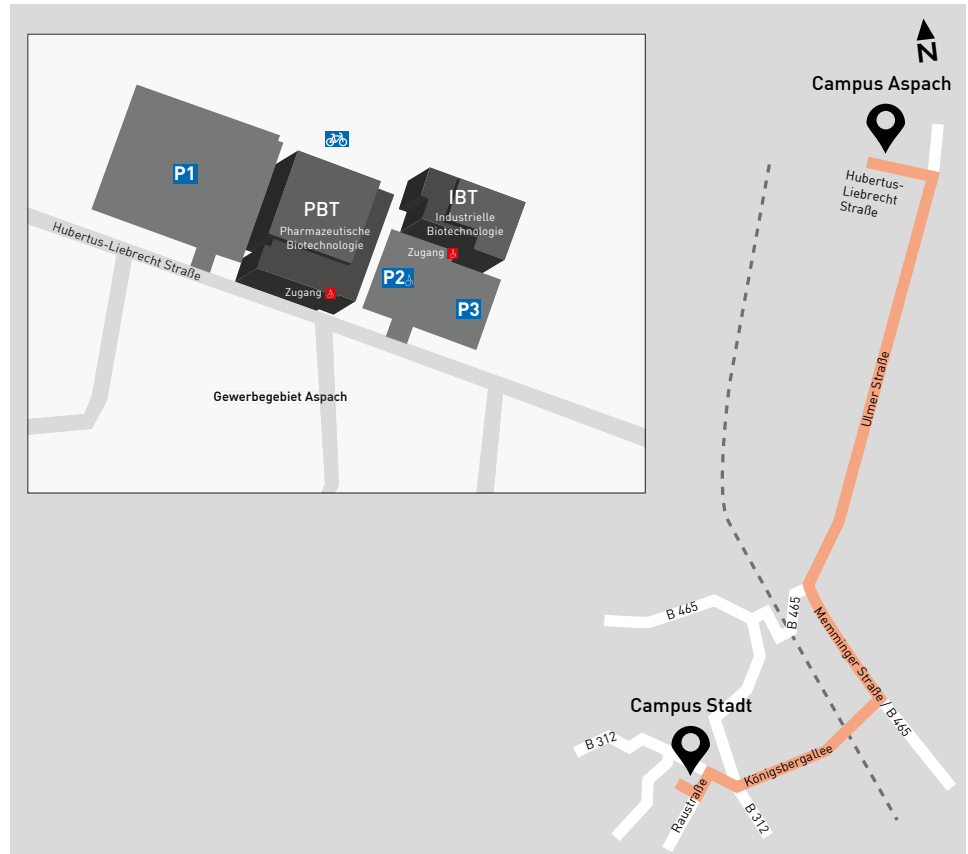 N
Campus Aspach
Hubertus-
Liebrecht
Straße
P1
PBT
Pharmazeutische
Biotechnologie
IBT
Industrielle
Biotechnologie
Zugang
P2
P3
Zugang
Hubertus-Liebrecht Straße
Gewerbegebiet Aspach
Ulmer Straße
B 465
B 465
Memminger Straße / B 465
Campus Stadt
B 312
Königsbergallee
Raustraße
B 312